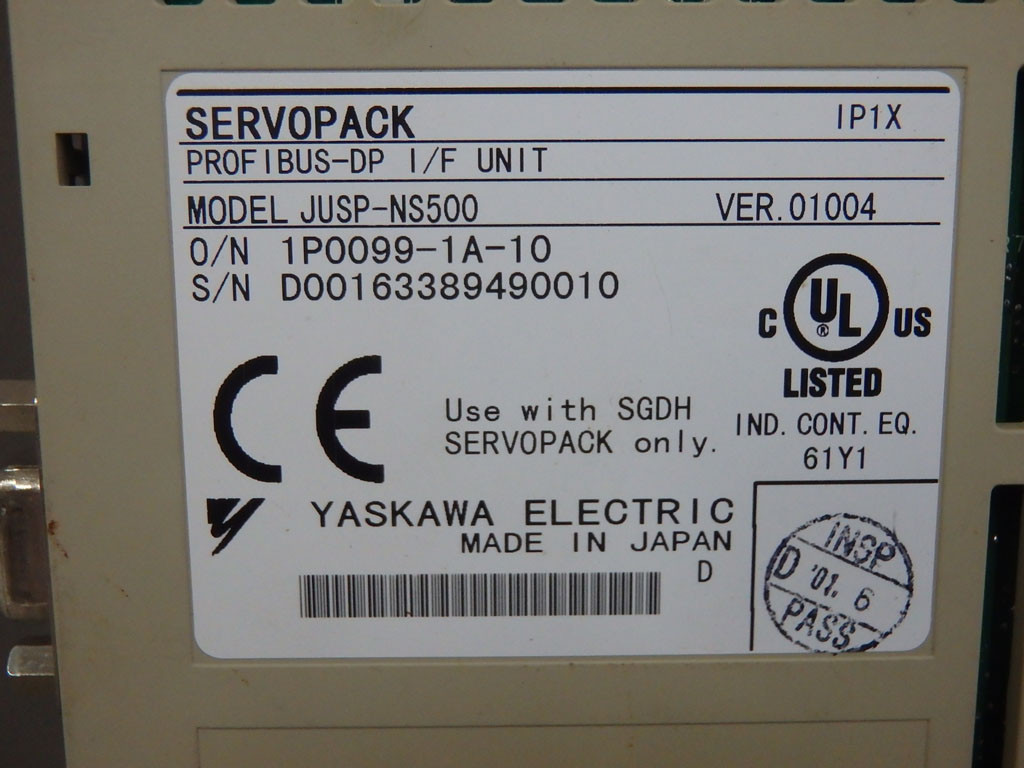 SERVOPACK IP1X
PROFIBUS-DP I/F UNIT
MODEL JUSP-NS500 VER.01004
O/N 1P0099-1A-10
S/N D00163389490010
C UL® US
LISTED
IND. CONT. EQ.
61Y1
CE
Use with SGDH
SERVOPACK only.
YASKAWA ELECTRIC
MADE IN JAPAN
D
INSP
D '01. 6
PASS